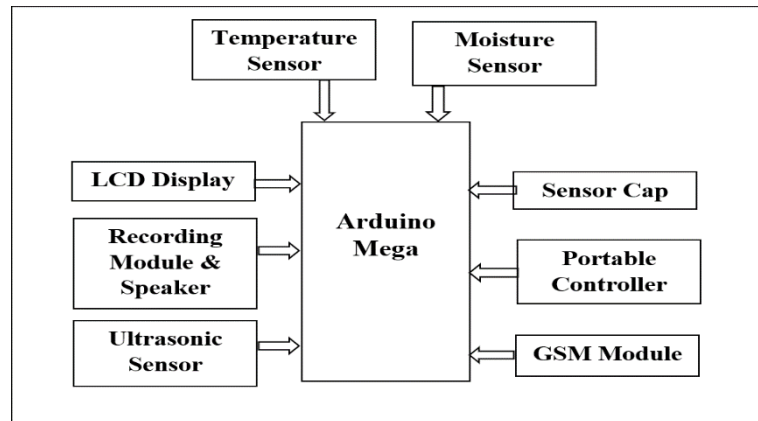 Temperature
Sensor
Moisture
Sensor
LCD Display
Recording
Module &
Speaker
Ultrasonic
Sensor
Arduino
Mega
Sensor Cap
Portable
Controller
GSM Module